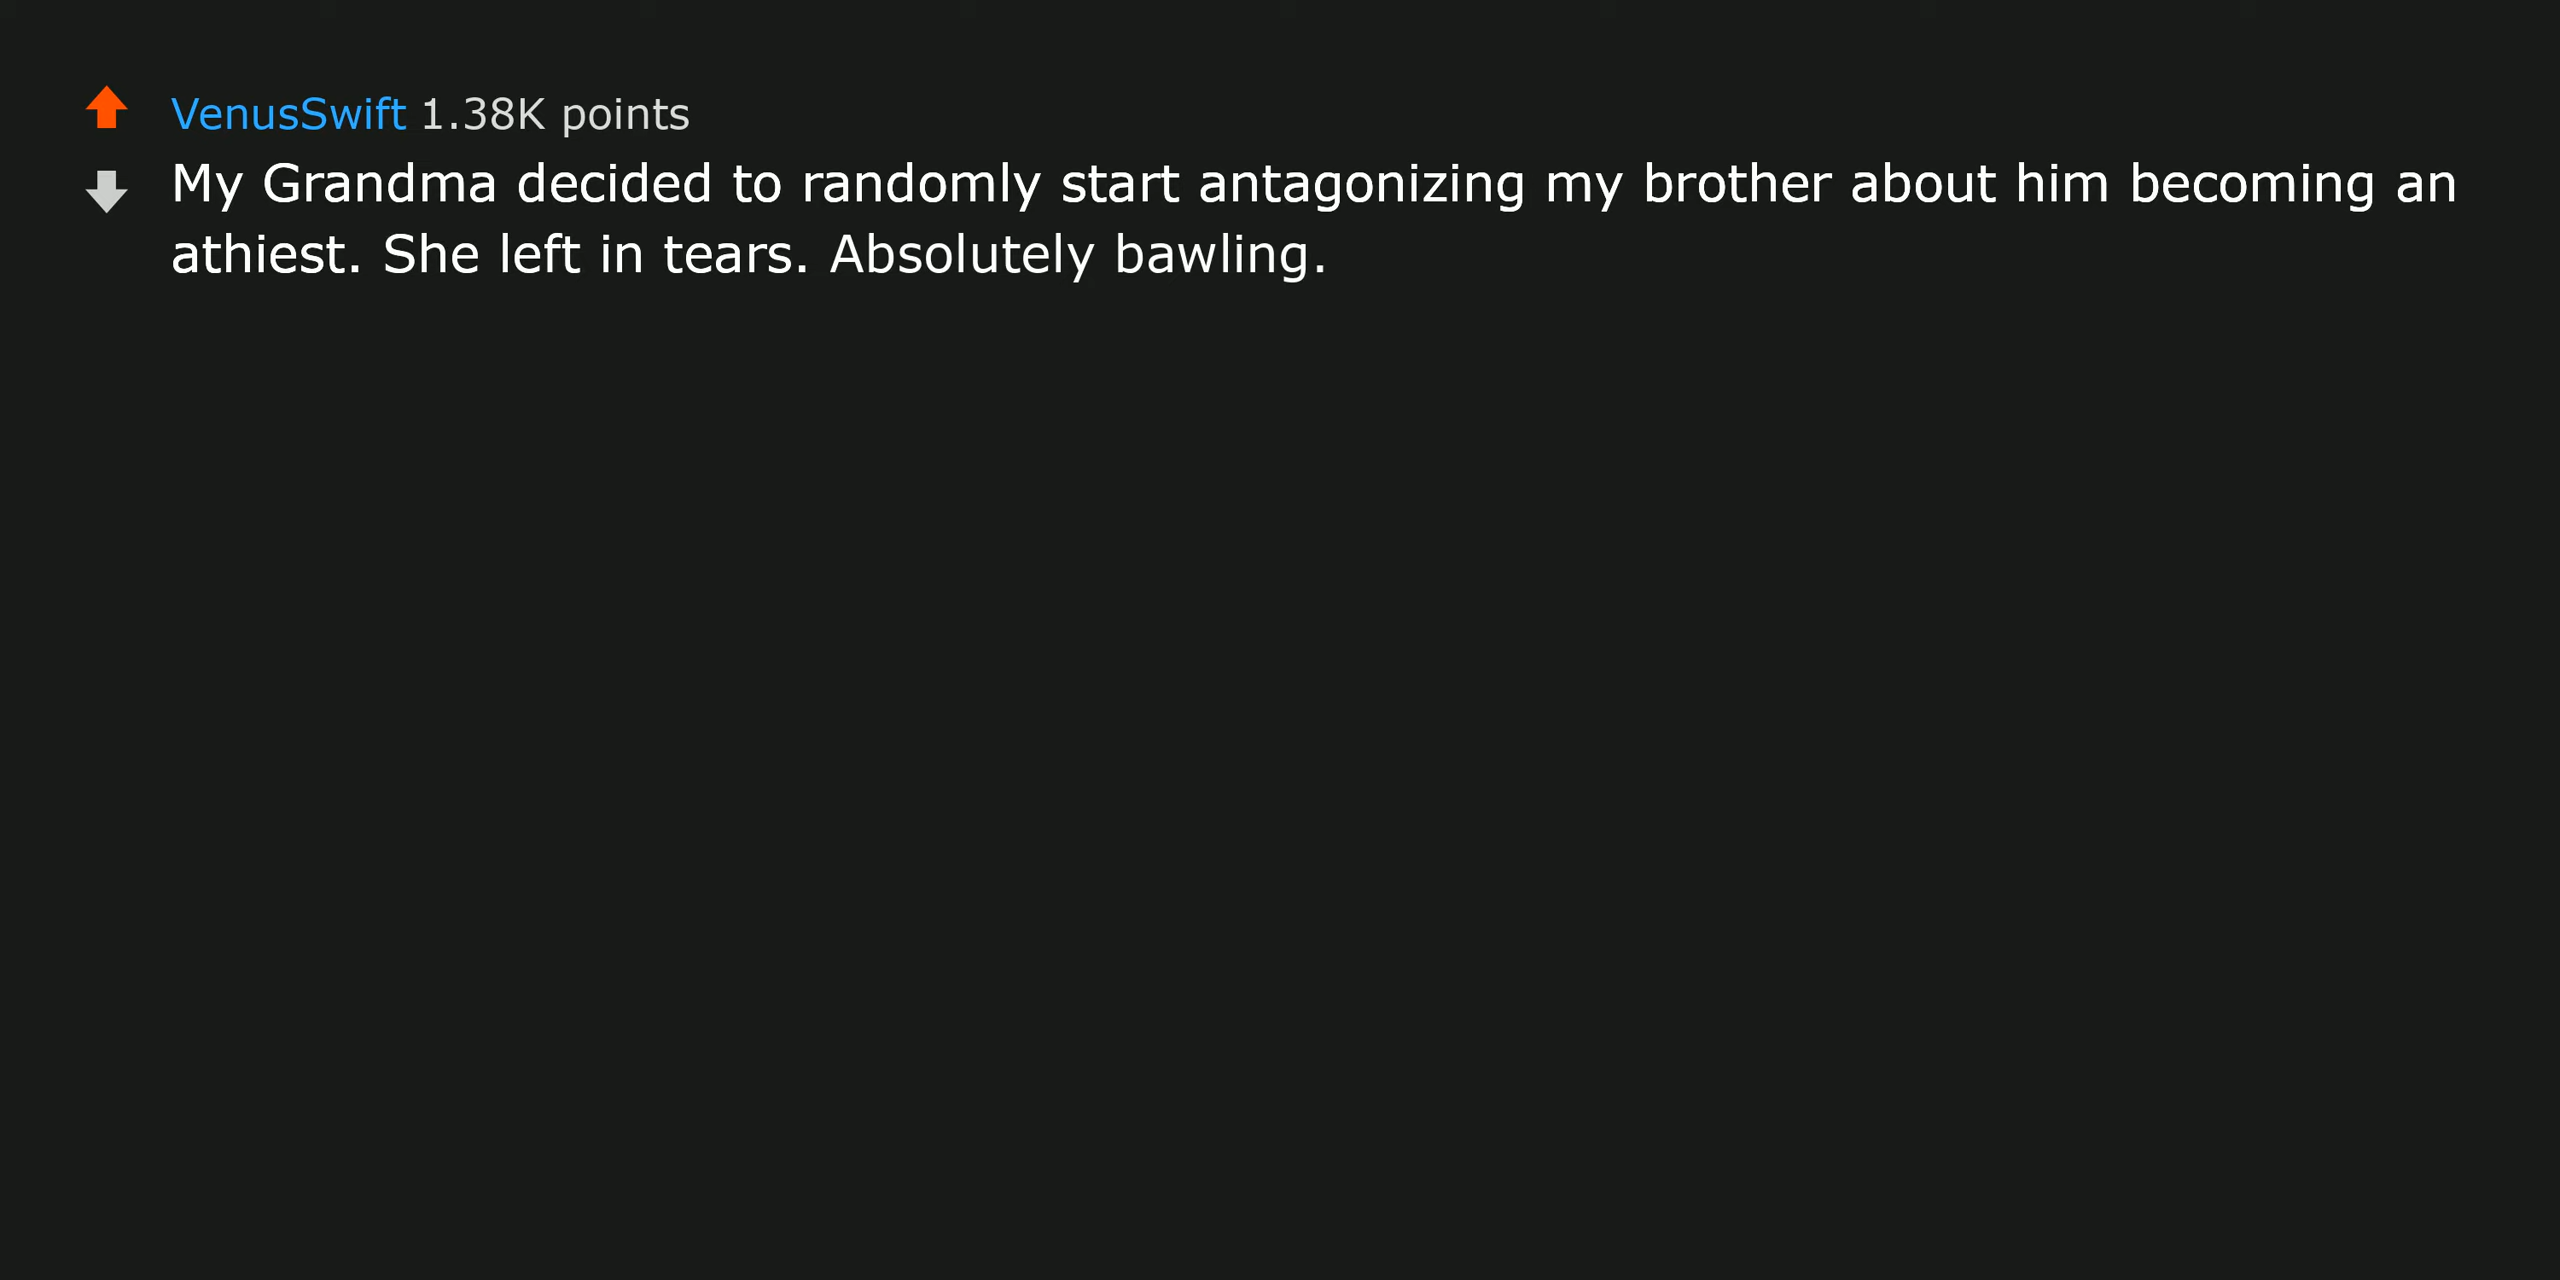 VenusSwift 1.38K points
My Grandma decided to randomly start antagonizing my brother about him becoming an
athiest. She left in tears. Absolutely bawling.